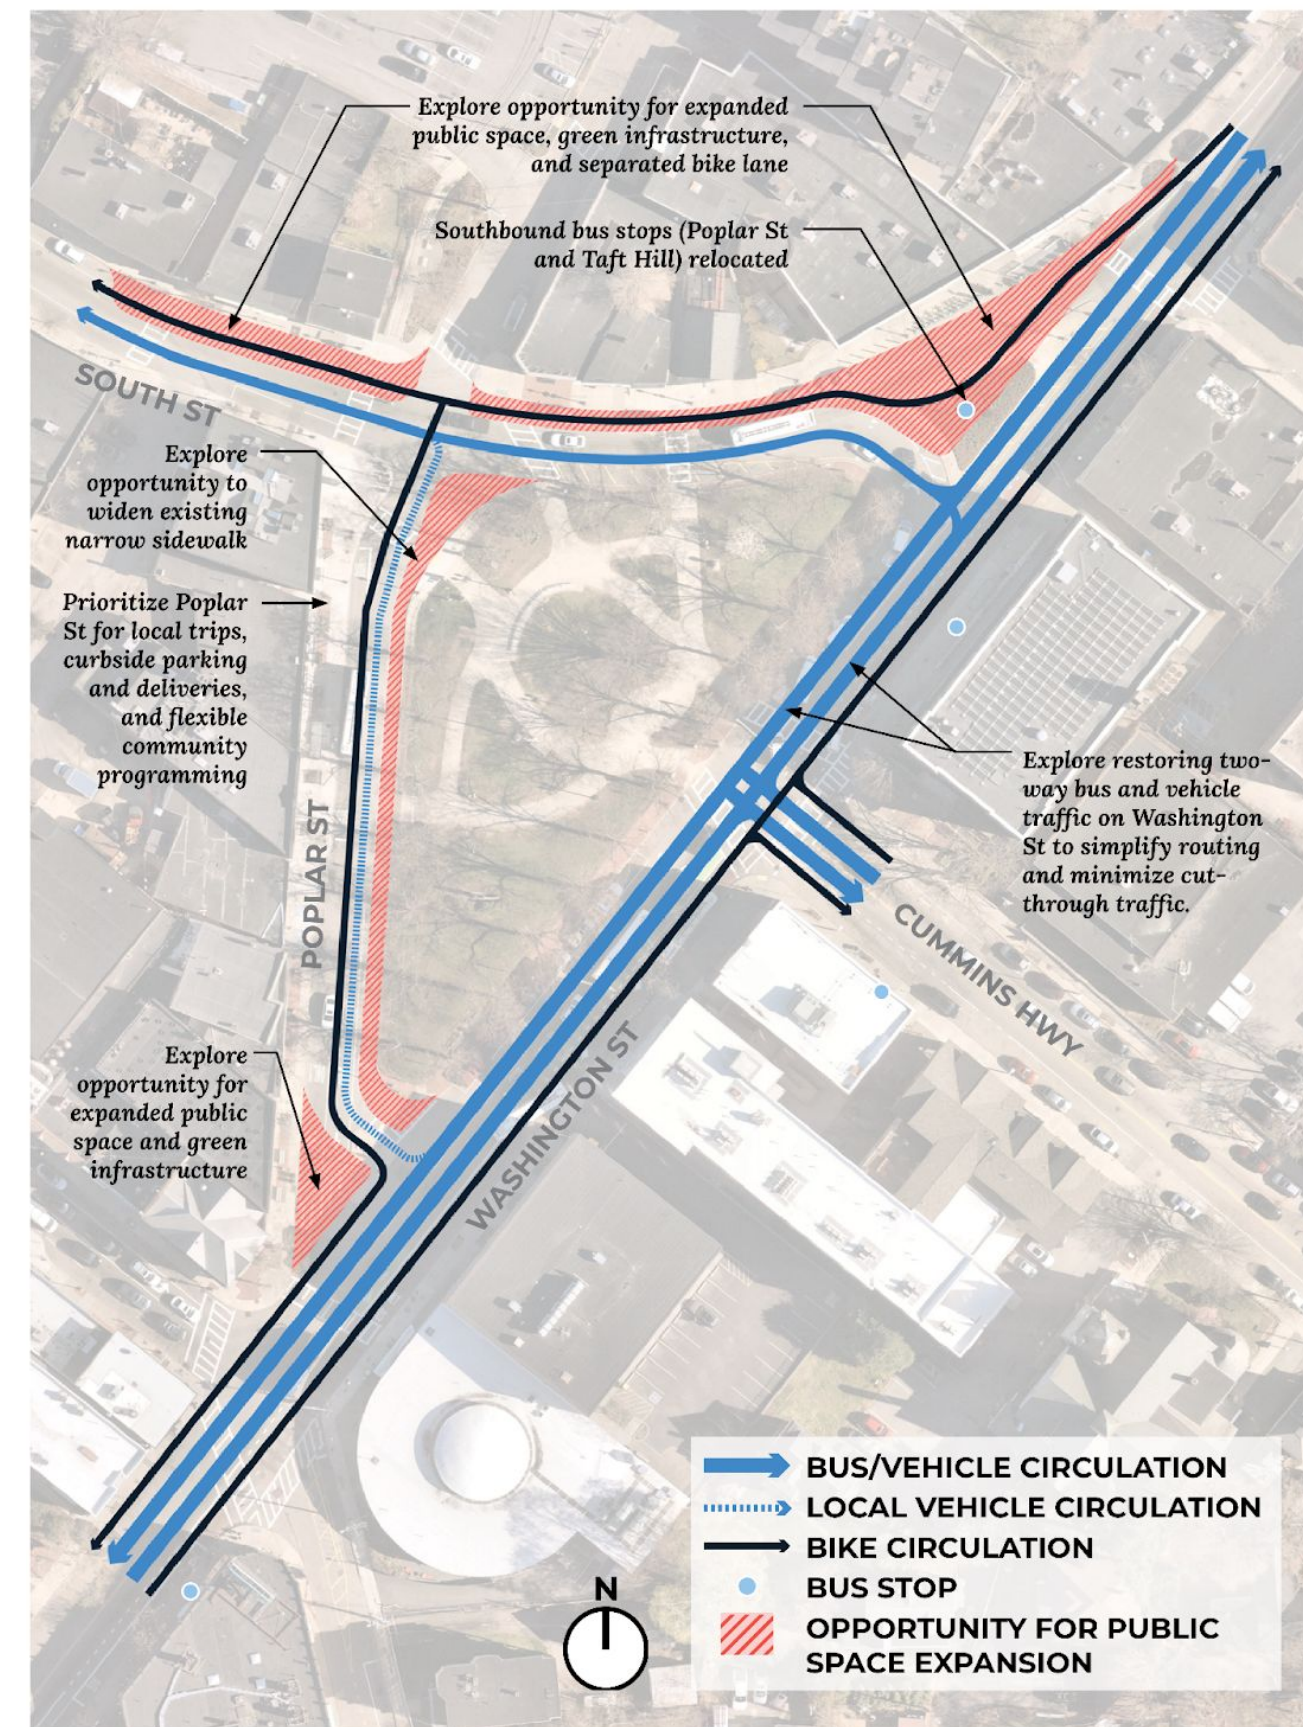 Explore opportunity for expanded
public space, green infrastructure,
and separated bike lane
Southbound bus stops (Poplar St
and Taft Hill) relocated
SOUTH ST
Explore
opportunity to
widen existing
narrow sidewalk
Prioritize Poplar
St for local trips,
curbside parking
and deliveries,
and flexible
community
programming
POPLAR ST
Explore restoring two-
way bus and vehicle
traffic on Washington
St to simplify routing
and minimize cut-
through traffic.
CUMMINS HWY
WASHINGTON ST
Explore
opportunity for
expanded public
space and green
infrastructure
BUS/VEHICLE CIRCULATION
LOCAL VEHICLE CIRCULATION
BIKE CIRCULATION
BUS STOP
OPPORTUNITY FOR PUBLIC
SPACE EXPANSION
N